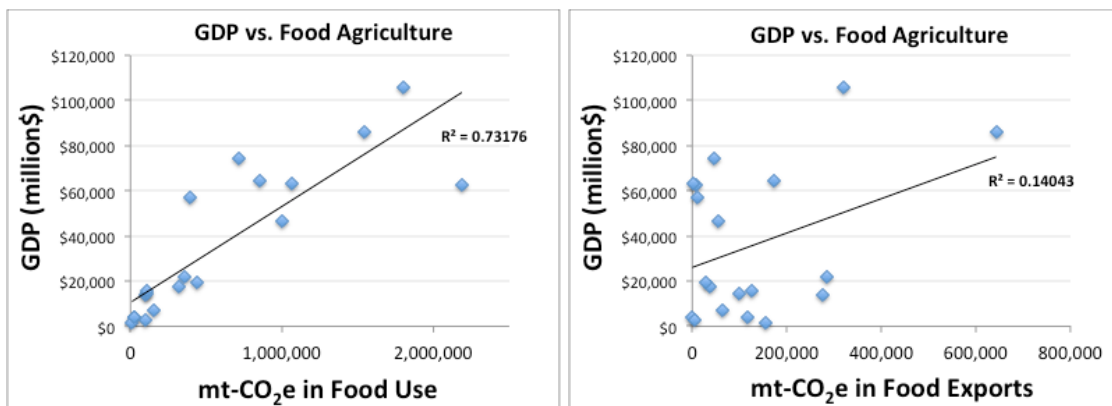 GDP vs. Food Agriculture
$120,000
$100,000
$80,000
$60,000
$40,000
$20,000
$0
GDP (million$)
R² = 0.73176
0
1,000,000
2,000,000
mt-CO₂e in Food Use
GDP vs. Food Agriculture
$120,000
$100,000
$80,000
$60,000
$40,000
$20,000
$0
GDP (million$)
R² = 0.14043
0
200,000
400,000
600,000
800,000
mt-CO₂e in Food Exports